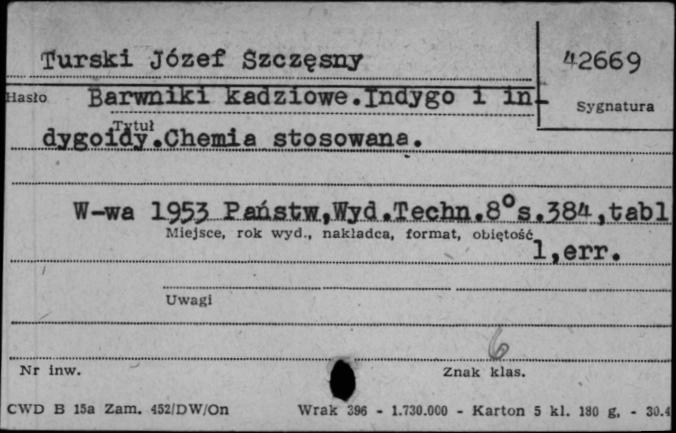 Turski Józef Szczęsny
42669
Hasło Barwniki kadziowe.Indygo i in-
Sygnatura
Tytuł
dygoidy.Chemia stosowana.
W-wa 1953 Państw,Wyd.Techn.8°s.384,tabl
Miejsce, rok wyd., nakładca, format, objętość
1,err.
Uwagi
6
Nr inw.
Znak klas.
CWD B 15a Zam. 452/DW/On Wrak 396 - 1.730.000 - Karton 5 kl. 180 g, - 30.4